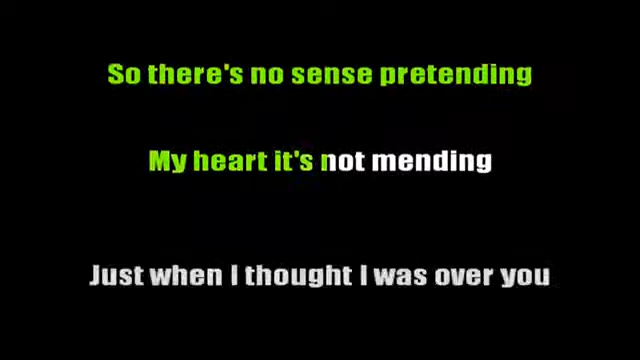 So there's no sense pretending
My heart it's not mending
Just when I thought I was over you